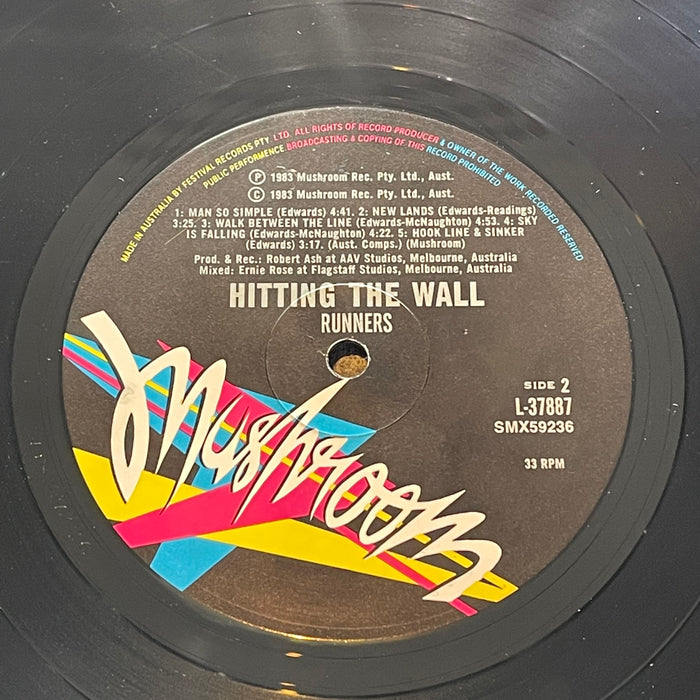 MADE IN AUSTRALIA BY FESTIVAL RECORDS PTY. LTD. ALL RIGHTS OF RECORD PRODUCER & OWNER OF THE WORK RECORDED RESERVED
PUBLIC PERFORMENCE, BROADCASTING & COPYING OF THIS RECORD PROHIBITED
Ⓟ 1983 Mushroom Rec. Pty. Ltd., Aust.
© 1983 Mushroom Rec. Pty. Ltd., Aust.
1: MAN SO SIMPLE (Edwards) 4:41. 2: NEW LANDS (Edwards-Readings)
3:25. 3: WALK BETWEEN THE LINE (Edwards-McNaughton) 4:53. 4: SKY
IS FALLING (Edwards-McNaughton) 4:22. 5: HOOK LINE & SINKER
(Edwards) 3:17. (Aust. Comps.) (Mushroom)
Prod. & Rec.: Robert Ash at AAV Studios, Melbourne, Australia
Mixed: Ernie Rose at Flagstaff Studios, Melbourne, Australia
HITTING THE WALL
RUNNERS
SIDE 2
L-37887
SMX59236
33 RPM
Mushroom